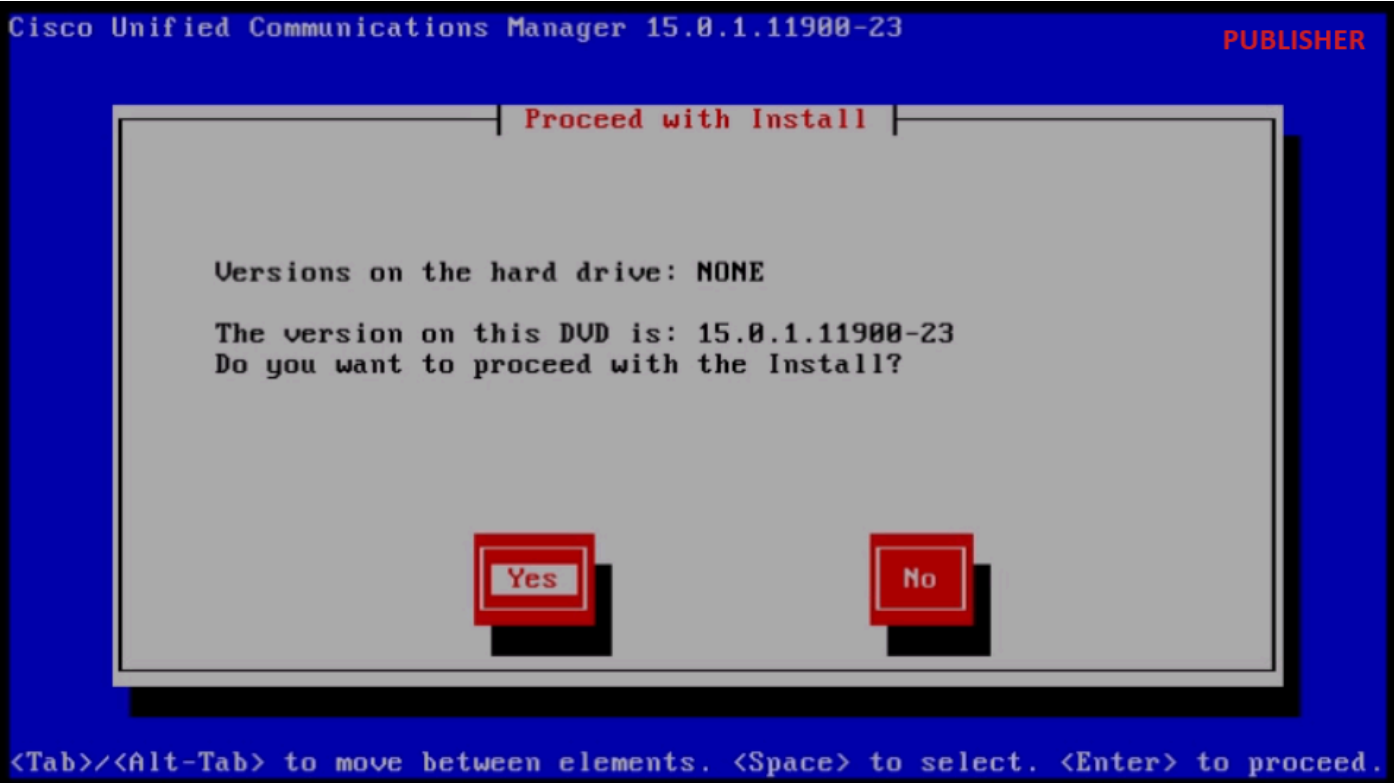 Cisco Unified Communications Manager 15.0.1.11900-23
PUBLISHER
Proceed with Install
Versions on the hard drive: NONE
The version on this DVD is: 15.0.1.11900-23
Do you want to proceed with the Install?
Yes
No
<Tab>/<Alt-Tab> to move between elements. <Space> to select. <Enter> to proceed.